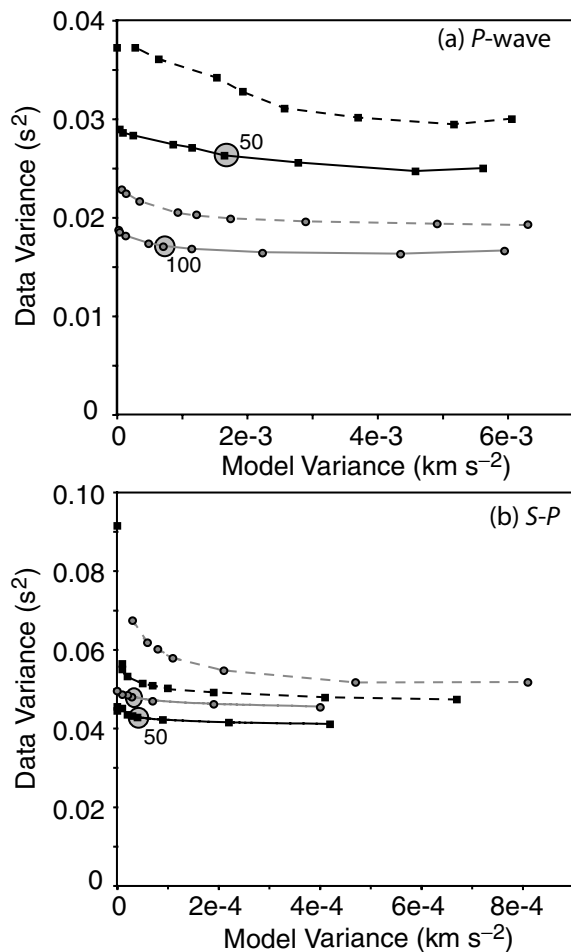 (a) P-wave
0.04
0.03
0.02
0.01
0
Data Variance (s²)
50
100
0 2e-3 4e-3 6e-3
Model Variance (km s⁻²)
(b) S-P
0.10
0.08
0.06
0.04
0.02
0
Data Variance (s²)
50
0 2e-4 4e-4 6e-4 8e-4
Model Variance (km s⁻²)